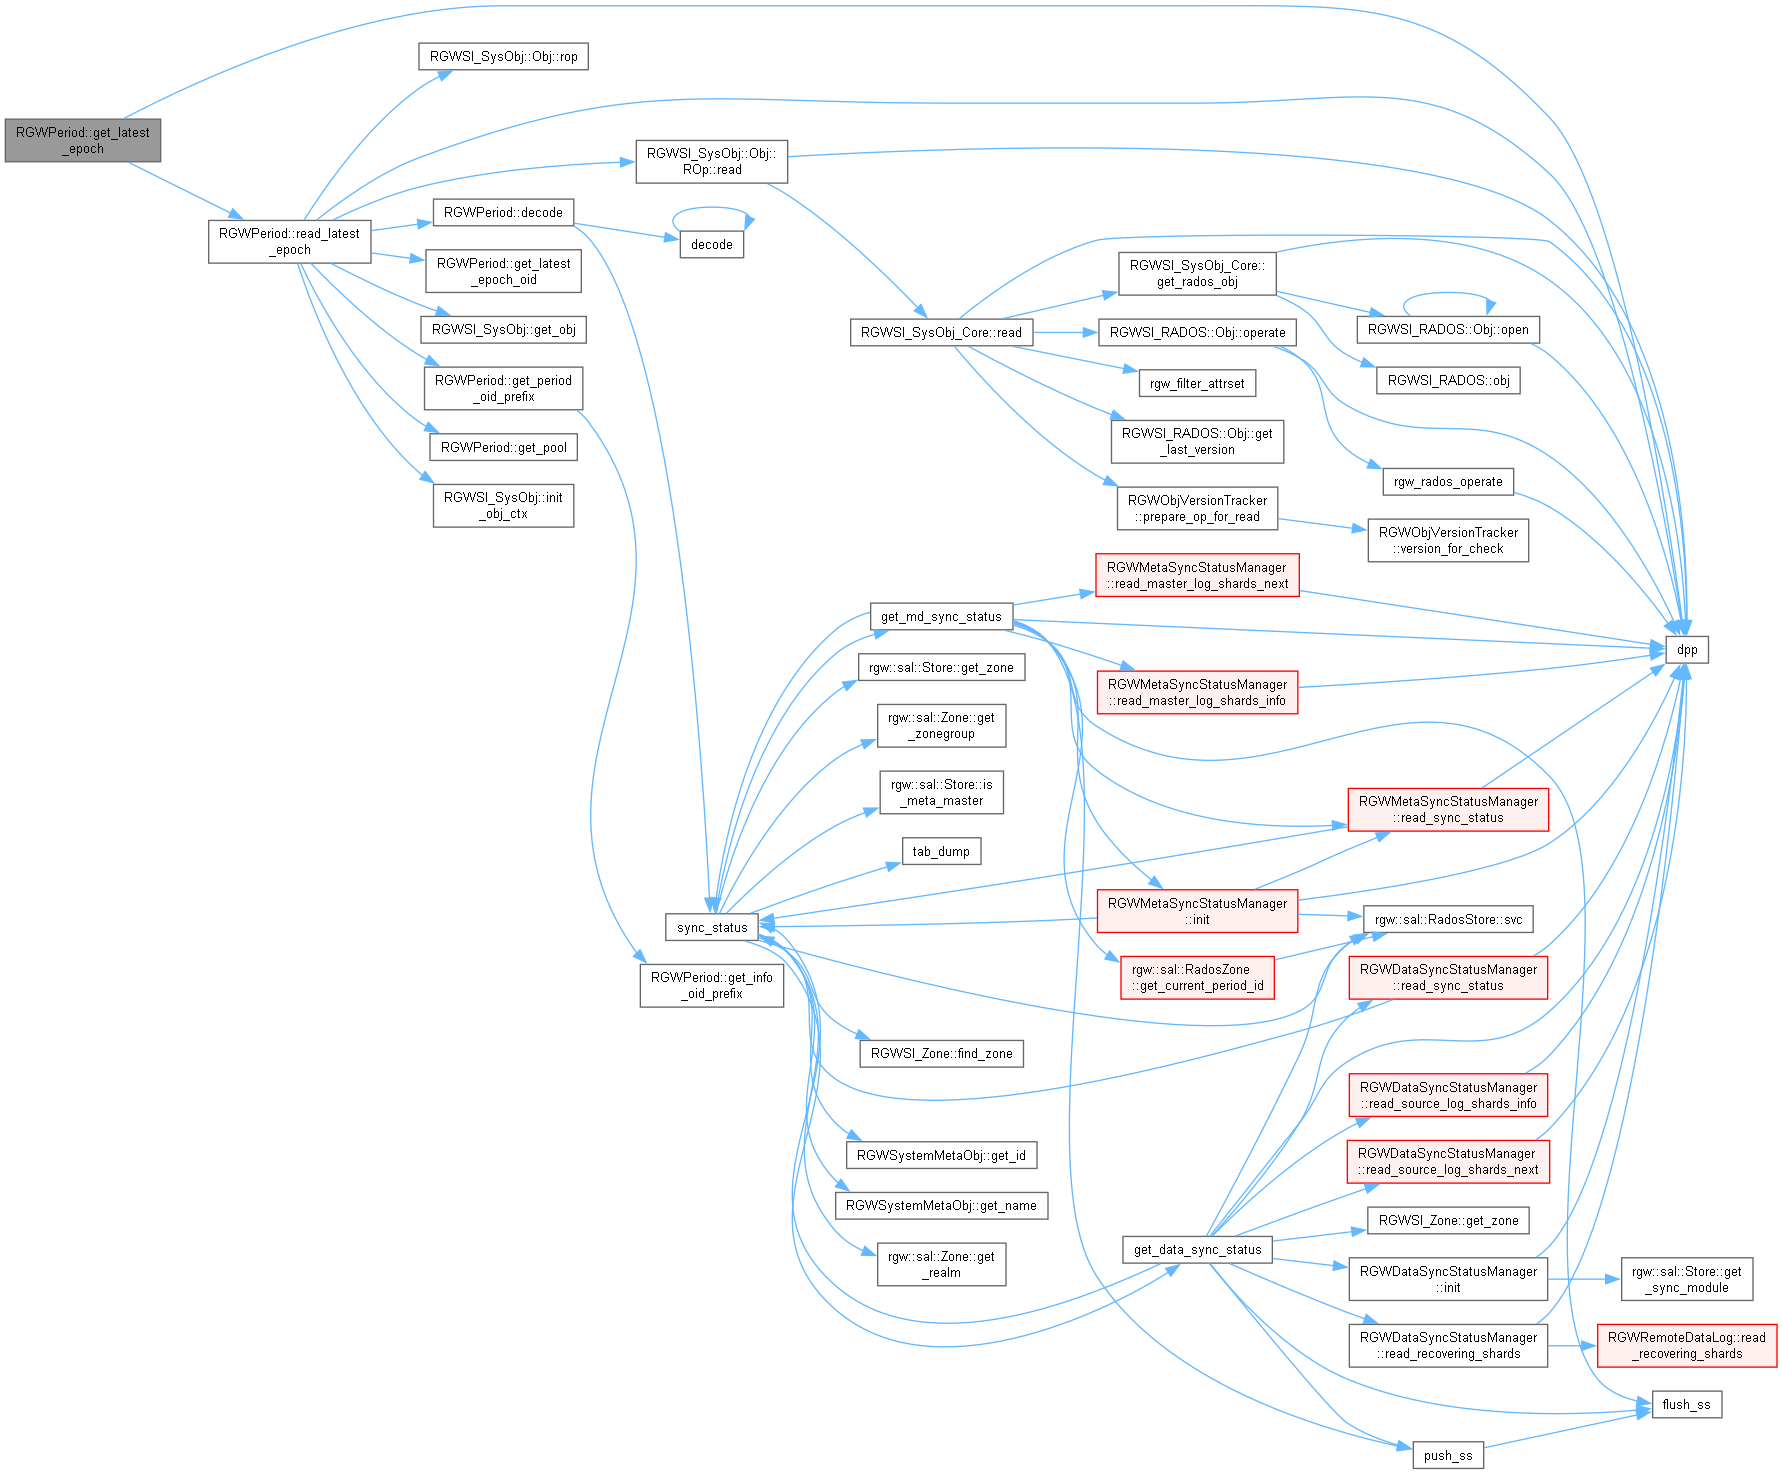 RGWPeriod::get_latest
_epoch
RGWPeriod::read_latest
_epoch
RGWSI_SysObj::Obj::rop
RGWPeriod::decode
RGWPeriod::get_latest
_epoch_oid
RGWSI_SysObj::get_obj
RGWPeriod::get_period
_oid_prefix
RGWPeriod::get_pool
RGWSI_SysObj::init
_obj_ctx
RGWSI_SysObj::Obj::
ROp::read
decode
sync_status
RGWPeriod::get_info
_oid_prefix
RGWSI_SysObj_Core::read
get_md_sync_status
rgw::sal::Store::get_zone
rgw::sal::Zone::get
_zonegroup
rgw::sal::Store::is
_meta_master
tab_dump
RGWSI_Zone::find_zone
RGWSystemMetaObj::get_id
RGWSystemMetaObj::get_name
rgw::sal::Zone::get
_realm
RGWSI_SysObj_Core::
get_rados_obj
RGWSI_RADOS::Obj::operate
rgw_filter_attrset
RGWSI_RADOS::Obj::get
_last_version
RGWObjVersionTracker
::prepare_op_for_read
RGWMetaSyncStatusManager
::read_master_log_shards_next
RGWMetaSyncStatusManager
::read_master_log_shards_info
RGWMetaSyncStatusManager
::init
rgw::sal::RadosZone
::get_current_period_id
get_data_sync_status
RGWSI_RADOS::Obj::open
RGWSI_RADOS::obj
rgw_rados_operate
RGWObjVersionTracker
::version_for_check
RGWMetaSyncStatusManager
::read_sync_status
rgw::sal::RadosStore::svc
RGWDataSyncStatusManager
::read_sync_status
RGWDataSyncStatusManager
::read_source_log_shards_info
RGWDataSyncStatusManager
::read_source_log_shards_next
RGWSI_Zone::get_zone
RGWDataSyncStatusManager
::init
RGWDataSyncStatusManager
::read_recovering_shards
push_ss
dpp
rgw::sal::Store::get
_sync_module
RGWRemoteDataLog::read
_recovering_shards
flush_ss